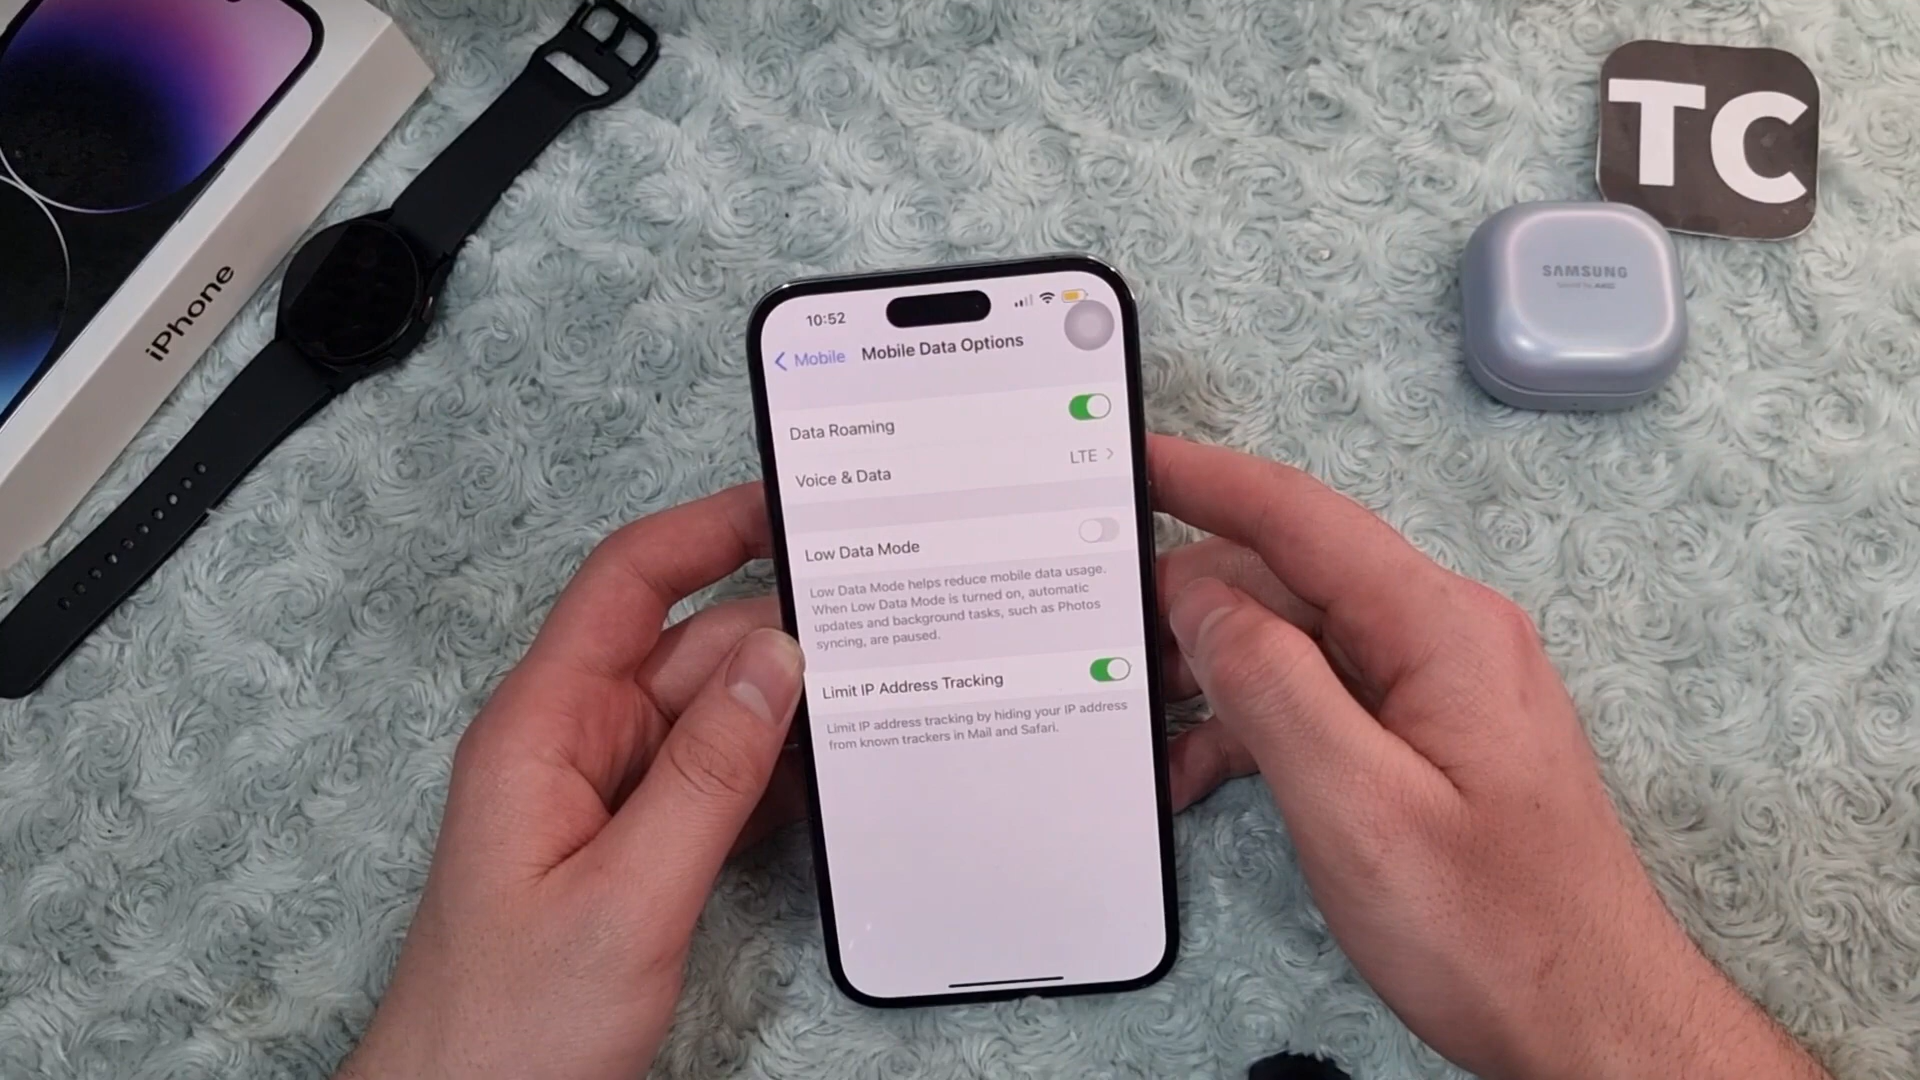 iPhone
TC
SAMSUNG
Sound by AKG
10:52
Mobile
Mobile Data Options
Data Roaming
Voice & Data
LTE
Low Data Mode
Low Data Mode helps reduce mobile data usage.
When Low Data Mode is turned on, automatic
updates and background tasks, such as Photos
syncing, are paused.
Limit IP Address Tracking
Limit IP address tracking by hiding your IP address
from known trackers in Mail and Safari.